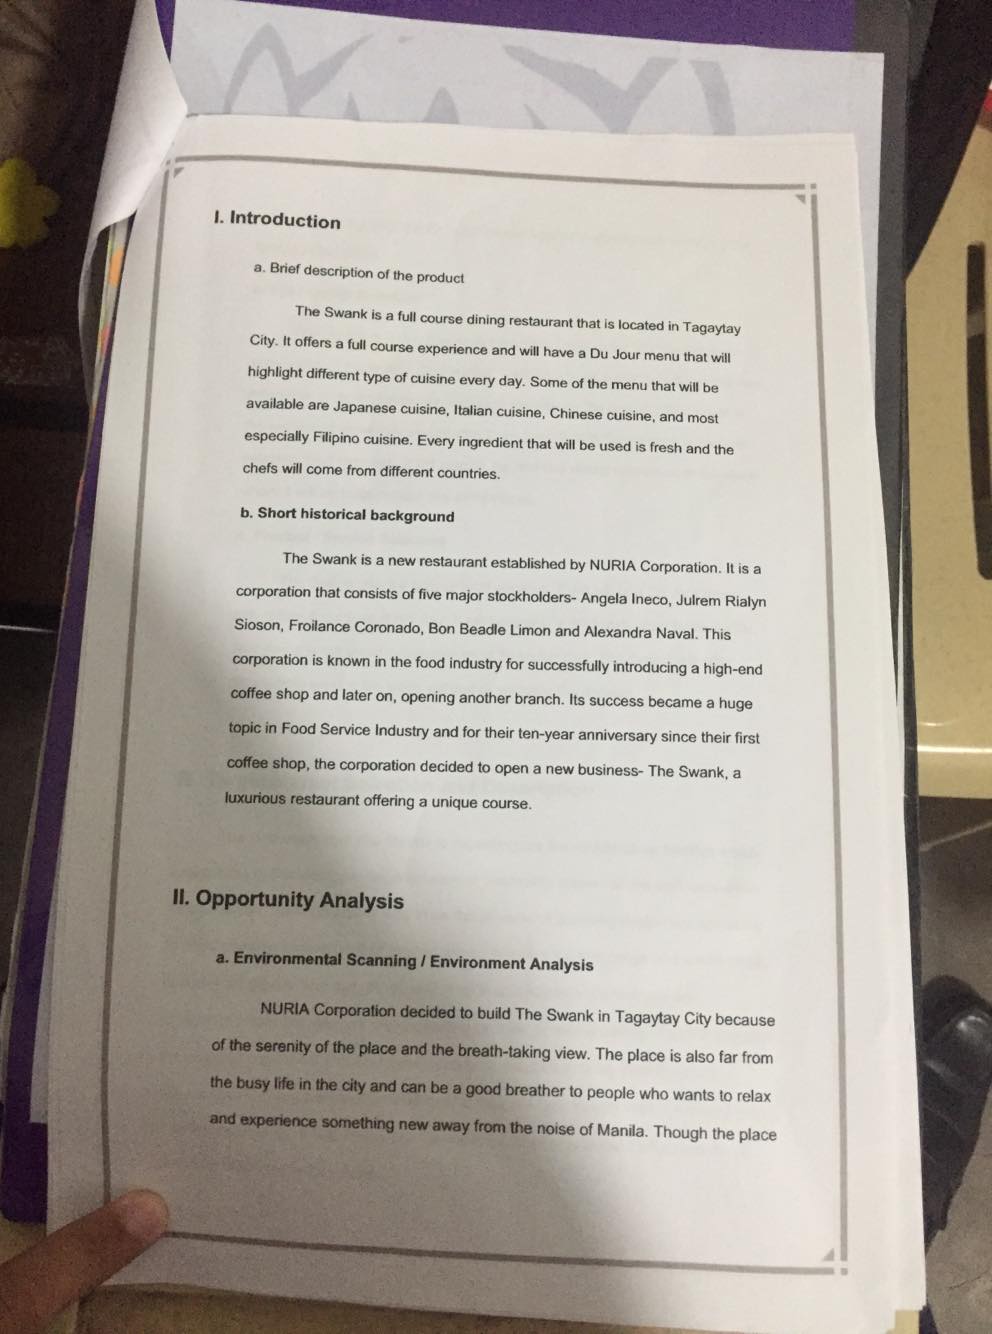 I. Introduction
a. Brief description of the product
The Swank is a full course dining restaurant that is located in Tagaytay
City. It offers a full course experience and will have a Du Jour menu that will
highlight different type of cuisine every day. Some of the menu that will be
available are Japanese cuisine, Italian cuisine, Chinese cuisine, and most
especially Filipino cuisine. Every ingredient that will be used is fresh and the
chefs will come from different countries.
b. Short historical background
The Swank is a new restaurant established by NURIA Corporation. It is a
corporation that consists of five major stockholders- Angela Ineco, Julrem Rialyn
Sioson, Froilance Coronado, Bon Beadle Limon and Alexandra Naval. This
corporation is known in the food industry for successfully introducing a high-end
coffee shop and later on, opening another branch. Its success became a huge
topic in Food Service Industry and for their ten-year anniversary since their first
coffee shop, the corporation decided to open a new business- The Swank, a
luxurious restaurant offering a unique course.
II. Opportunity Analysis
a. Environmental Scanning / Environment Analysis
NURIA Corporation decided to build The Swank in Tagaytay City because
of the serenity of the place and the breath-taking view. The place is also far from
the busy life in the city and can be a good breather to people who wants to relax
and experience something new away from the noise of Manila. Though the place